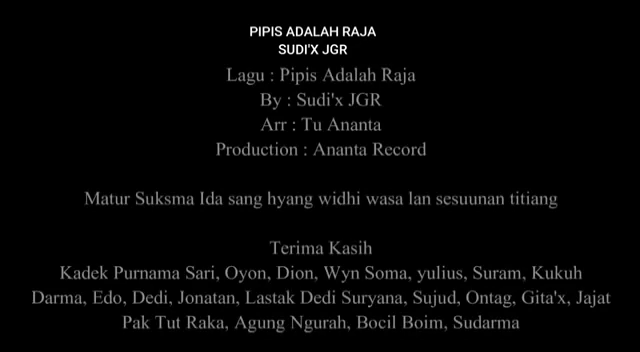 PIPIS ADALAH RAJA
SUDI'X JGR
Lagu : Pipis Adalah Raja
By : Sudi'x JGR
Arr : Tu Ananta
Production : Ananta Record
Matur Suksma Ida sang hyang widhi wasa lan sesuunan titiang
Terima Kasih
Kadek Purnama Sari, Oyon, Dion, Wyn Soma, yulius, Suram, Kukuh
Darma, Edo, Dedi, Jonatan, Lastak Dedi Suryana, Sujud, Ontag, Gita'x, Jajat
Pak Tut Raka, Agung Ngurah, Bocil Boim, Sudarma